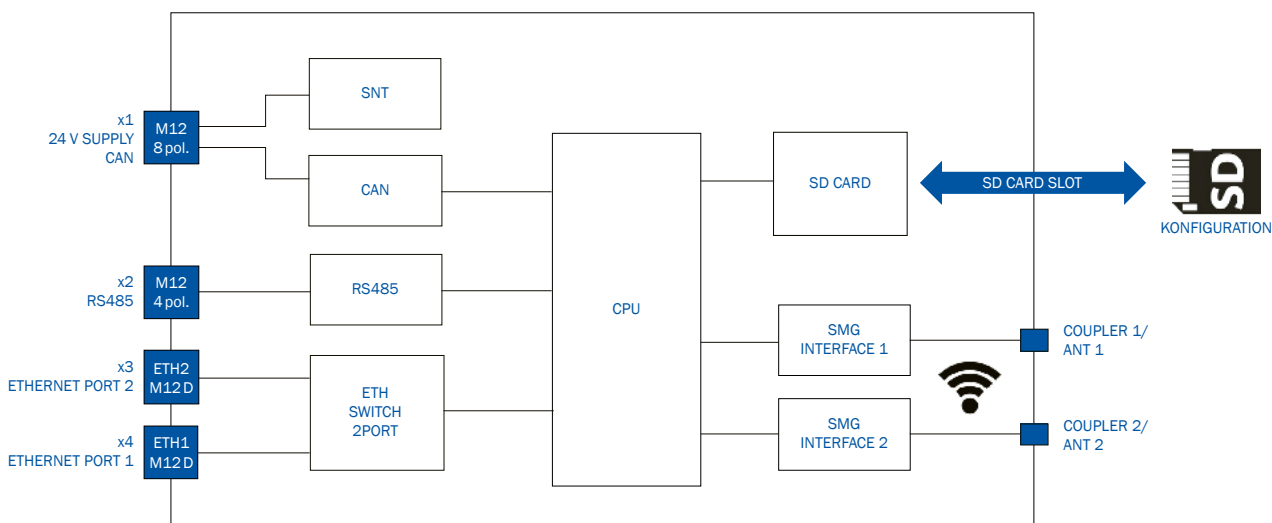 x1
24 V SUPPLY
CAN
M12
8 pol.
SNT
CAN
x2
RS485
M12
4 pol.
RS485
x3
ETHERNET PORT 2
ETH2
M12 D
x4
ETHERNET PORT 1
ETH1
M12 D
ETH
SWITCH
2PORT
CPU
SD CARD
SD CARD SLOT
SD
KONFIGURATION
SMG
INTERFACE 1
COUPLER 1/
ANT 1
SMG
INTERFACE 2
COUPLER 2/
ANT 2